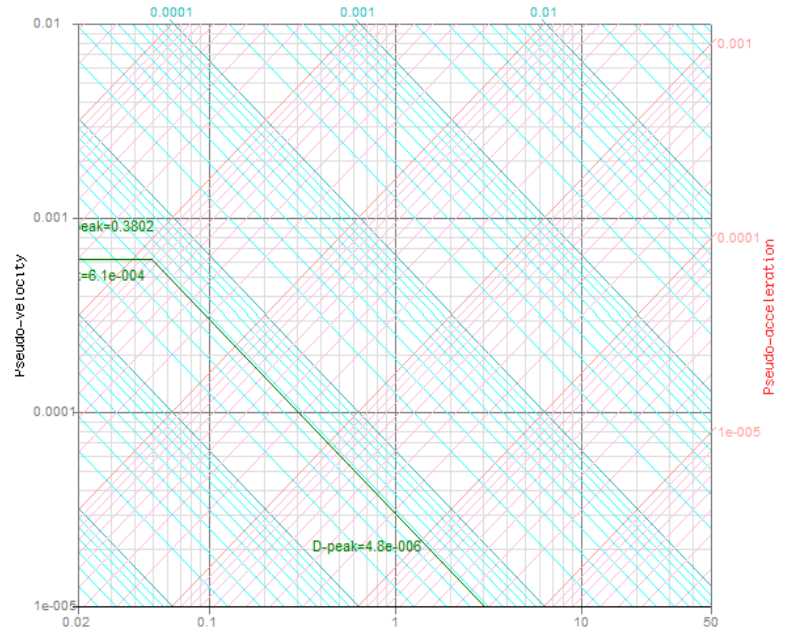 0.0001 0.001 0.01
0.01
0.001
0.001
eak=0.3802
0.0001
=6.1e-004
Pseudo-velocity
Pseudo-acceleration
0.0001
1e-005
D-peak=4.8e-006
1e-005
0.02 0.1 1 10 50